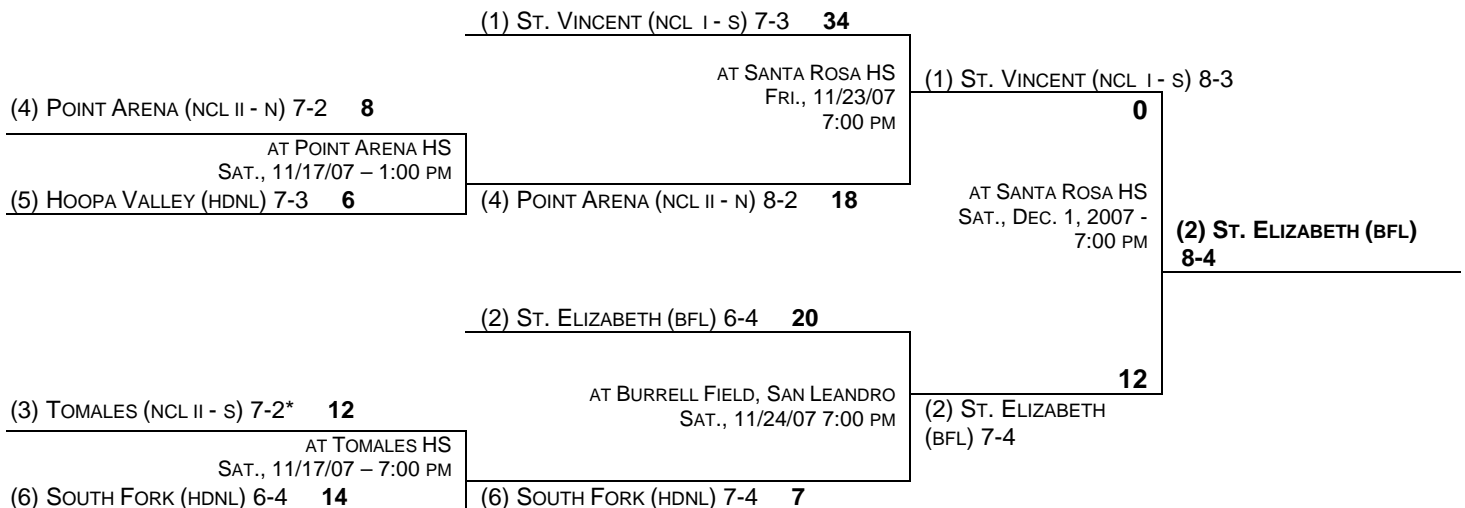 (1) ST. VINCENT (NCL I - S) 7-3 34
AT SANTA ROSA HS
FRI., 11/23/07
7:00 PM
(1) ST. VINCENT (NCL I - S) 8-3
0
(4) POINT ARENA (NCL II - N) 7-2 8
AT POINT ARENA HS
SAT., 11/17/07 – 1:00 PM
(5) HOOPA VALLEY (HDNL) 7-3 6
(4) POINT ARENA (NCL II - N) 8-2 18
AT SANTA ROSA HS
SAT., DEC. 1, 2007 -
7:00 PM
(2) ST. ELIZABETH (BFL)
8-4
(2) ST. ELIZABETH (BFL) 6-4 20
AT BURRELL FIELD, SAN LEANDRO
SAT., 11/24/07 7:00 PM
12
(2) ST. ELIZABETH
(BFL) 7-4
(3) TOMALES (NCL II - S) 7-2* 12
AT TOMALES HS
SAT., 11/17/07 – 7:00 PM
(6) SOUTH FORK (HDNL) 6-4 14
(6) SOUTH FORK (HDNL) 7-4 7